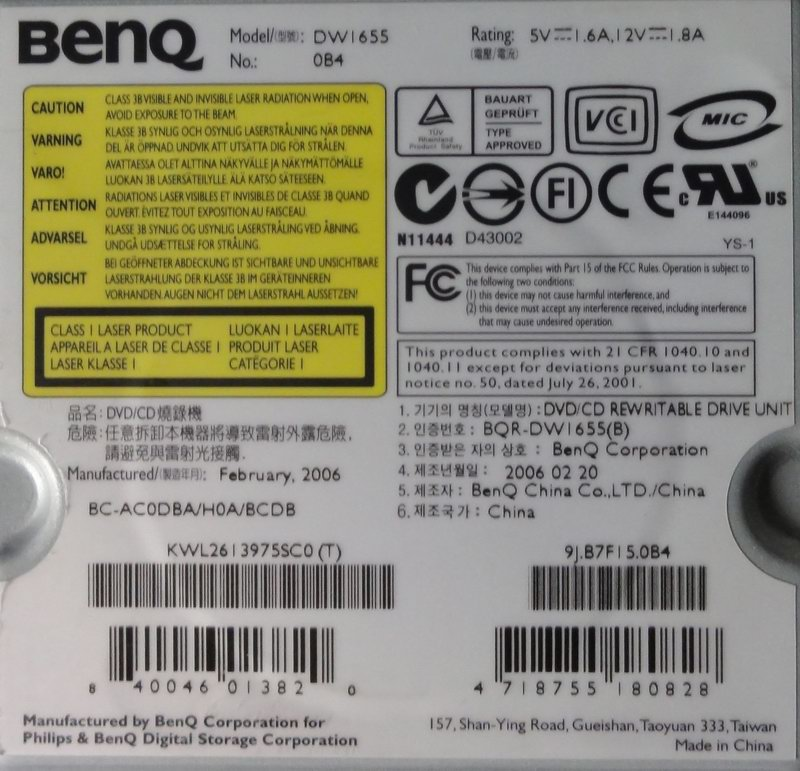 BenQ
Model/(型號): DW1655
No.: 0B4
Rating: 5V⎓1.6A,12V⎓1.8A
(電壓/電流)
CAUTION CLASS 3B VISIBLE AND INVISIBLE LASER RADIATION WHEN OPEN,
AVOID EXPOSURE TO THE BEAM.
VARNING KLASSE 3B SYNLIG OCH OSYNLIG LASERSTRÅLNING NÄR DENNA
DEL ÄR ÖPPNAD. UNDVIK ATT UTSÄTTA DIG FÖR STRÅLEN.
VARO! AVATTAESSA OLET ALTTINA NÄKYVÄLLE JA NÄKYMÄTTÖMÄLLE
LUOKAN 3B LASERSÄTEILYLLE. ÄLÄ KATSO SÄTEESEEN.
ATTENTION RADIATIONS LASER VISIBLES ET INVISIBLES DE CLASSE 3B QUAND
OUVERT. ÉVITEZ TOUT EXPOSITION AU FAISCEAU.
ADVARSEL KLASSE 3B SYNLIG OG USYNLIG LASERSTRÅLING VED ÅBNING.
UNDGÅ UDSÆTTELSE FOR STRÅLING.
VORSICHT BEI GEÖFFNETER ABDECKUNG IST SICHTBARE UND UNSICHTBARE
LASERSTRAHLUNG DER KLASSE 3B IM GERÄTEINNEREN
VORHANDEN. AUGEN NICHT DEM LASERSTRAHL AUSSETZEN!
CLASS 1 LASER PRODUCT LUOKAN 1 LASERLAITE
APPAREIL A LASER DE CLASSE 1 PRODUIT LASER
LASER KLASSE 1 CATÉGORIE 1
TÜV
Rheinland
Product Safety
BAUART
GEPRÜFT
TYPE
APPROVED
VCCI
MIC
N11444
D43002
FI
CE
c RU US
E144096
YS-1
FCC
This device complies with Part 15 of the FCC Rules. Operation is subject to
the following two conditions:
(1) this device may not cause harmful interference, and
(2) this device must accept any interference received, including interference
that may cause undesired operation.
This product complies with 21 CFR 1040.10 and
1040.11 except for deviations pursuant to laser
notice no. 50, dated July 26, 2001.
品名: DVD/CD燒錄機
危險:任意拆卸本機器將導致雷射外露危險,
請避免與雷射光接觸.
Manufactured/(製造年月): February, 2006
BC-AC0DBA/H0A/BCDB
1. 기기의 명칭(모델명) : DVD/CD REWRITABLE DRIVE UNIT
2. 인증번호 : BQR-DW1655(B)
3. 인증받은 자의 상호 : BenQ Corporation
4. 제조년월일 : 2006 02 20
5. 제조자 : BenQ China Co.,LTD./China
6. 제조국가 : China
KWL2613975SC0 (T)
9J.B7F15.0B4
8 40046 01382 0
4 718755 180828
Manufactured by BenQ Corporation for
Philips & BenQ Digital Storage Corporation
157, Shan-Ying Road, Gueishan, Taoyuan 333, Taiwan
Made in China